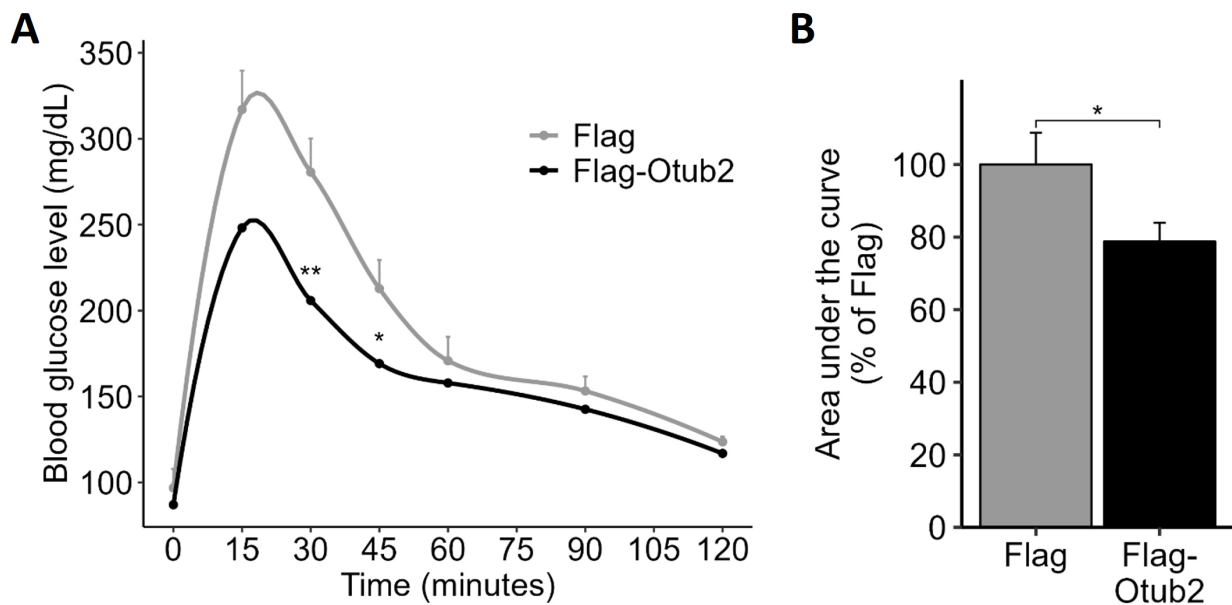 A
Blood glucose level (mg/dL)
350
300
250
200
150
100
**
*
Flag
Flag-Otub2
0 15 30 45 60 75 90 105 120
Time (minutes)
B
Area under the curve
(% of Flag)
100
80
60
40
20
0
*
Flag
Flag-
Otub2